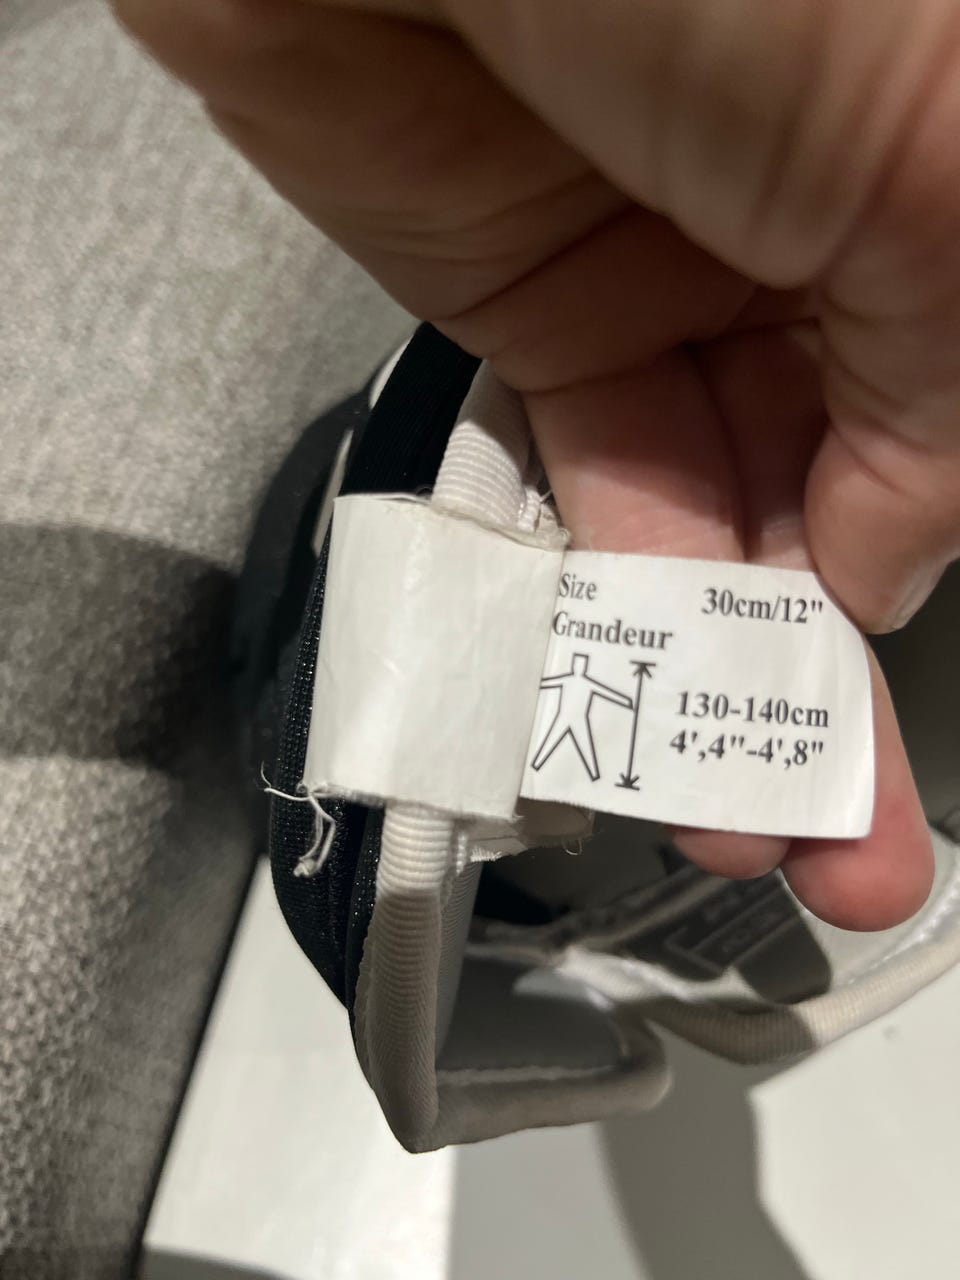 Size 30cm/12"
Grandeur
130-140cm
4',4"-4',8"